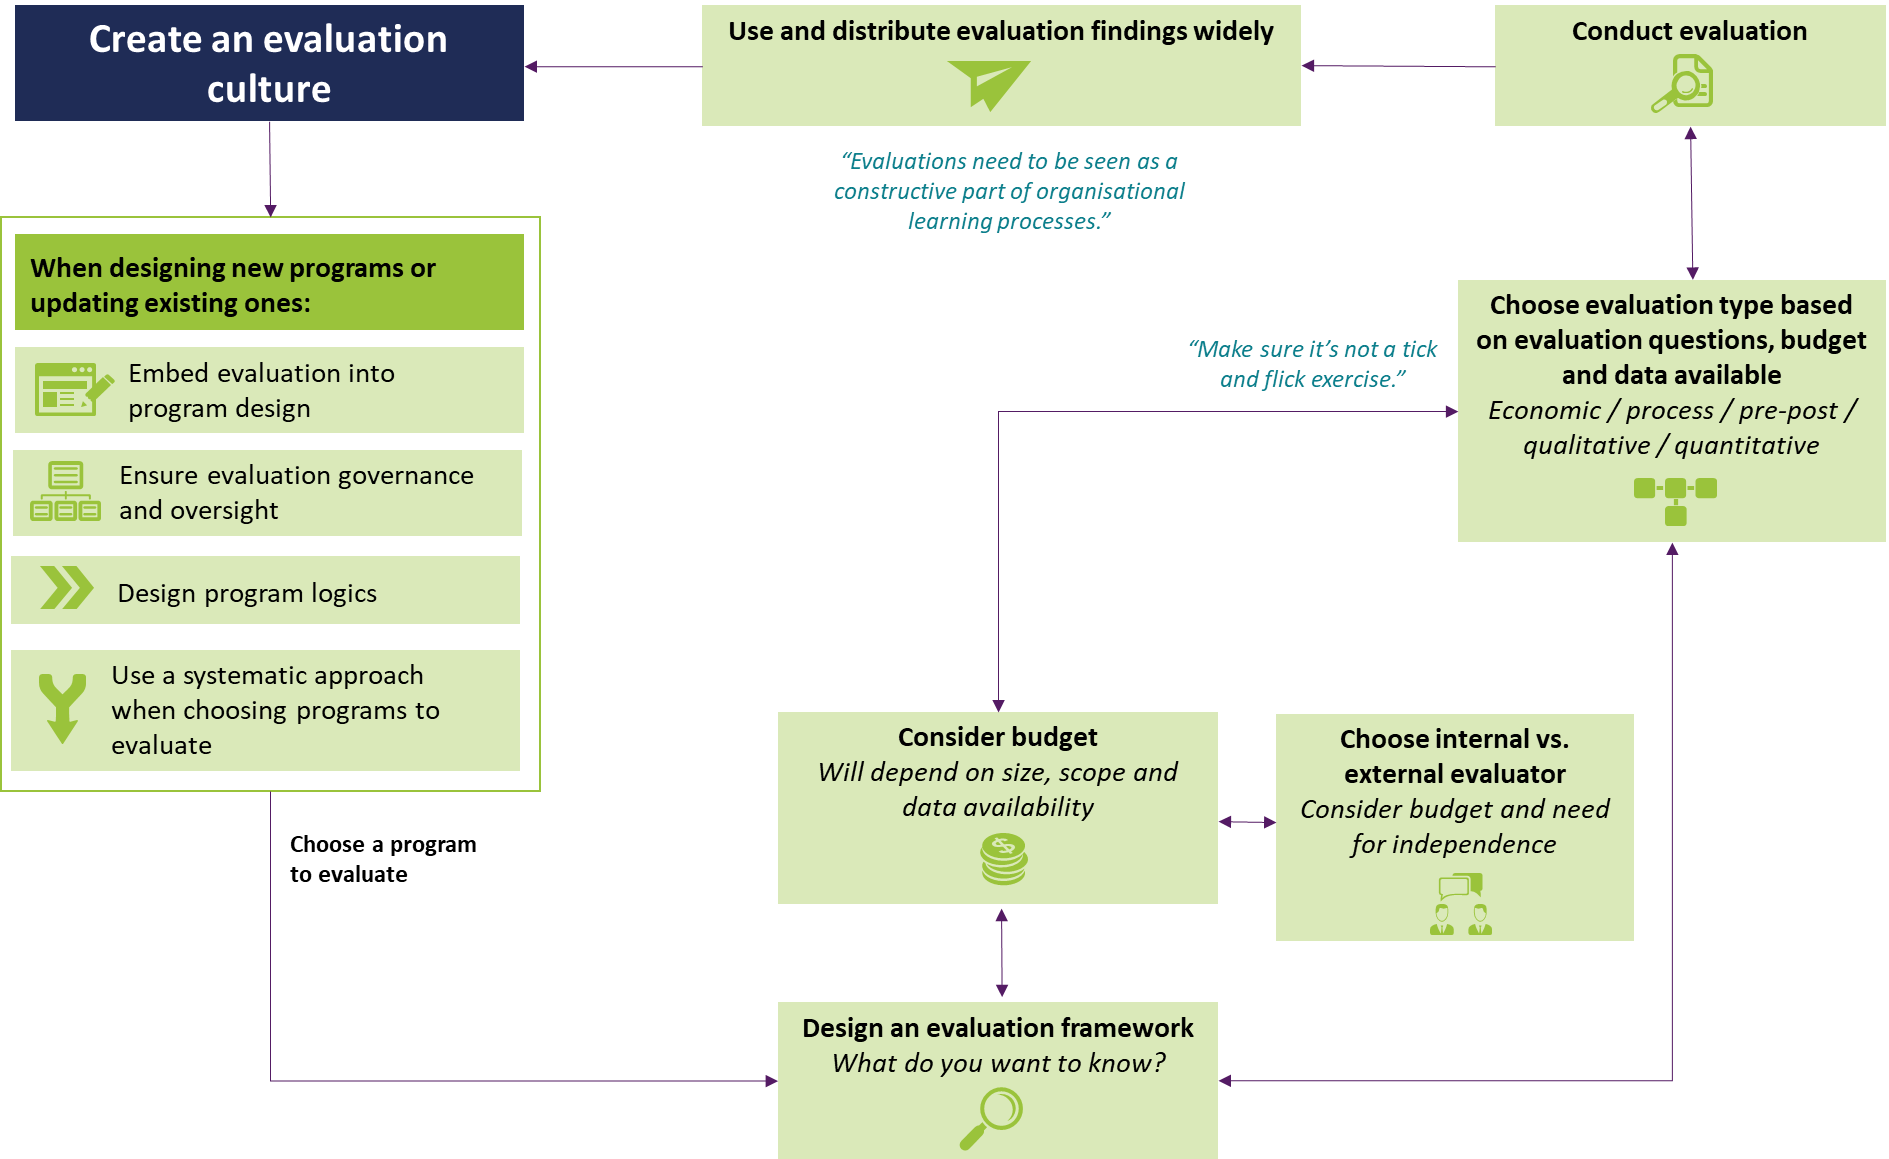 Create an evaluation
culture
Use and distribute evaluation findings widely
Conduct evaluation
“Evaluations need to be seen as a
constructive part of organisational
learning processes.”
When designing new programs or
updating existing ones:
Embed evaluation into
program design
Ensure evaluation governance
and oversight
Design program logics
Use a systematic approach
when choosing programs to
evaluate
Choose evaluation type based
on evaluation questions, budget
and data available
Economic / process / pre-post /
qualitative / quantitative
“Make sure it’s not a tick
and flick exercise.”
Consider budget
Will depend on size, scope and
data availability
$
Choose internal vs.
external evaluator
Consider budget and need
for independence
Choose a program
to evaluate
Design an evaluation framework
What do you want to know?